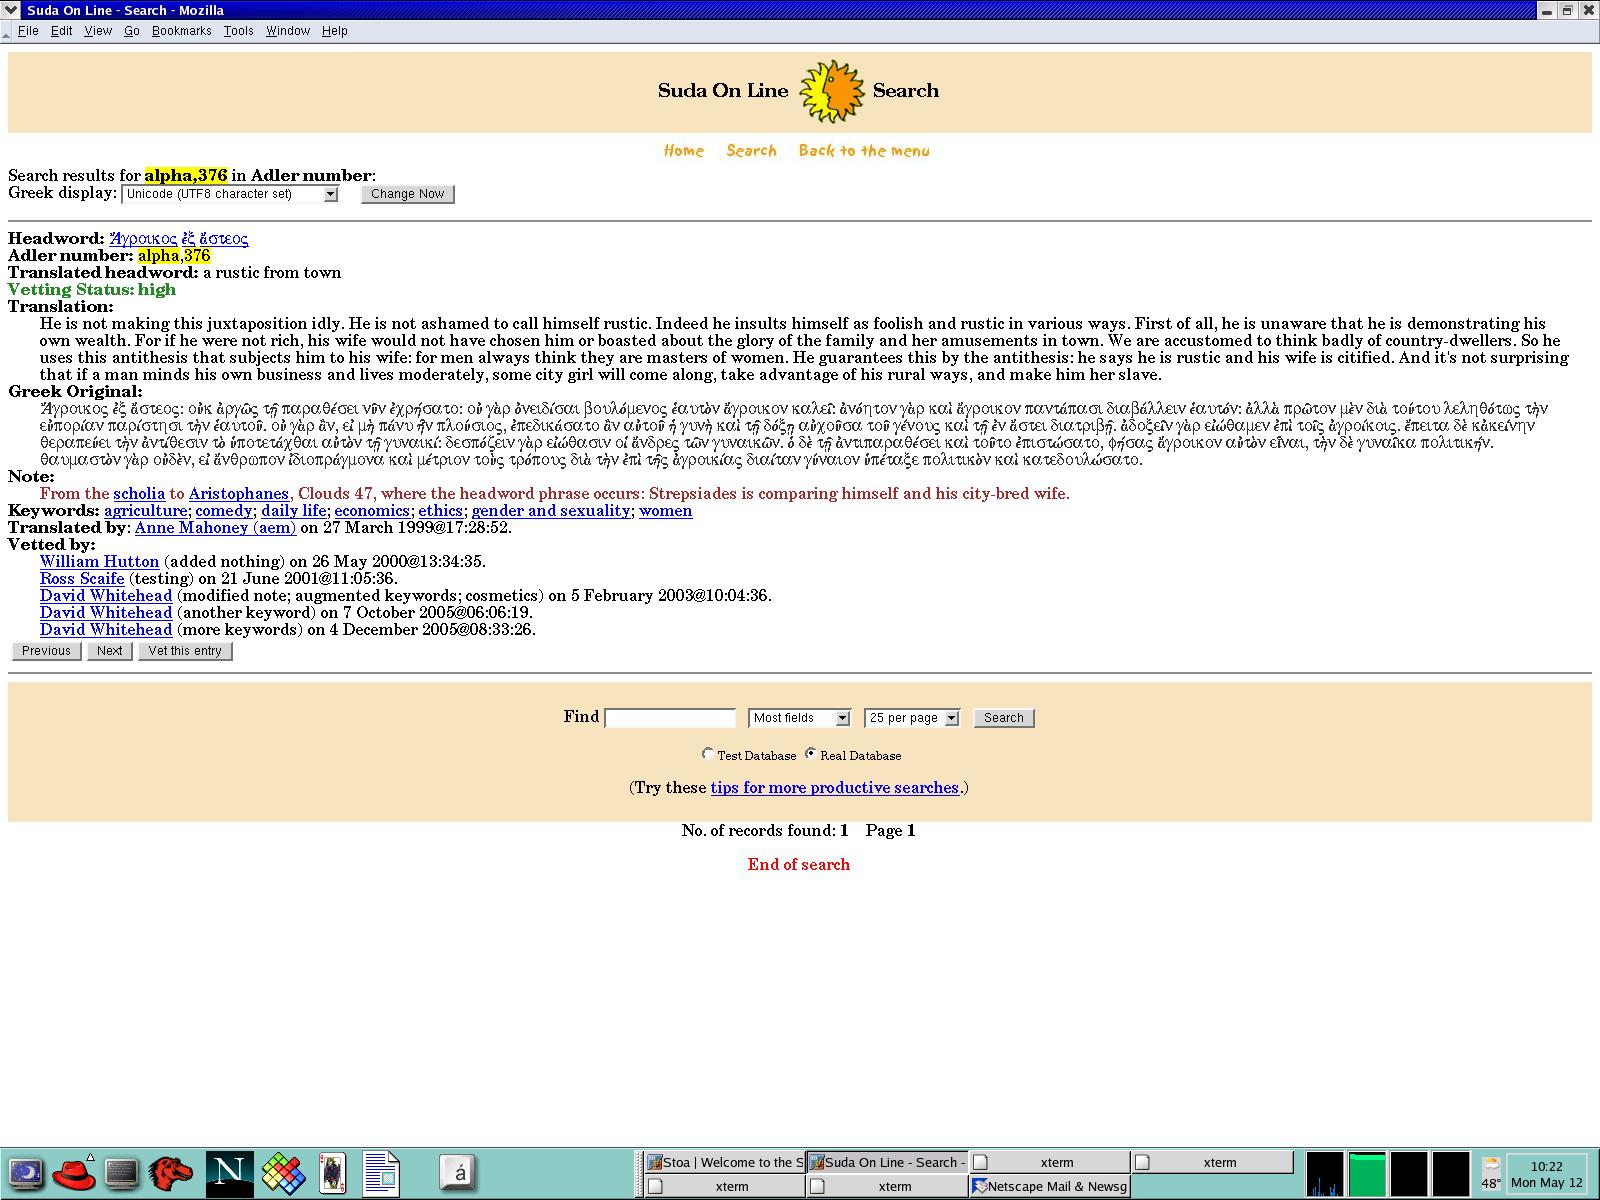 Suda On Line - Search - Mozilla
File Edit View Go Bookmarks Tools Window Help
Suda On Line Search
Home Search Back to the menu
Search results for alpha,376 in Adler number:
Greek display: Unicode (UTF8 character set) Change Now
Headword: Ἄγροικος ἐξ ἄστεος
Adler number: alpha,376
Translated headword: a rustic from town
Vetting Status: high
Translation:
He is not making this juxtaposition idly. He is not ashamed to call himself rustic. Indeed he insults himself as foolish and rustic in various ways. First of all, he is unaware that he is demonstrating his
own wealth. For if he were not rich, his wife would not have chosen him or boasted about the glory of the family and her amusements in town. We are accustomed to think badly of country-dwellers. So he
uses this antithesis that subjects him to his wife: for men always think they are masters of women. He guarantees this by the antithesis: he says he is rustic and his wife is citified. And it's not surprising
that if a man minds his own business and lives moderately, some city girl will come along, take advantage of his rural ways, and make him her slave.
Greek Original:
Ἄγροικος ἐξ ἄστεος: οὐκ ἀργῶς τῇ παραθέσει νῦν ἐχρήσατο: οὐ γὰρ ὀνειδίσαι βουλόμενος ἑαυτὸν ἄγροικον καλεῖ: ἀνόητον γὰρ καὶ ἄγροικον παντάπασι διαβάλλειν ἑαυτόν: ἀλλὰ πρῶτον μὲν διὰ τούτου λεληθότως τὴν
εὐπορίαν παρίστησι τὴν ἑαυτοῦ. οὐ γὰρ ἂν, εἰ μὴ πάνυ ἦν πλούσιος, ἐπεδικάσατο ἂν αὐτοῦ ἡ γυνὴ καὶ τῇ δόξῃ αὐχοῦσα τοῦ γένους καὶ τῇ ἐν ἄστει διατριβῇ. ἀδοξεῖν γὰρ εἰώθαμεν ἐπὶ τοῖς ἀγροίκοις. ἔπειτα δὲ κἀκείνην
θεραπεύει τὴν ἀντίθεσιν τὸ ὑποτετάχθαι αὐτὸν τῇ γυναικί: δεσπόζειν γὰρ εἰώθασιν οἱ ἄνδρες τῶν γυναικῶν. ὁ δὲ τῇ ἀντιπαραθέσει καὶ τοῦτο ἐπιστώσατο, φήσας ἄγροικον αὐτὸν εἶναι, τὴν δὲ γυναῖκα πολιτικήν.
θαυμαστὸν γὰρ οὐδὲν, εἰ ἄνθρωπον ἰδιοπράγμονα καὶ μέτριον τοὺς τρόπους διὰ τὴν ἐπὶ τῆς ἀγροικίας δίαιταν γύναιον ὑπέταξε πολιτικὸν καὶ κατεδουλώσατο.
Note:
From the scholia to Aristophanes, Clouds 47, where the headword phrase occurs: Strepsiades is comparing himself and his city-bred wife.
Keywords: agriculture; comedy; daily life; economics; ethics; gender and sexuality; women
Translated by: Anne Mahoney (aem) on 27 March 1999@17:28:52.
Vetted by:
William Hutton (added nothing) on 26 May 2000@13:34:35.
Ross Scaife (testing) on 21 June 2001@11:05:36.
David Whitehead (modified note; augmented keywords; cosmetics) on 5 February 2003@10:04:36.
David Whitehead (another keyword) on 7 October 2005@06:06:19.
David Whitehead (more keywords) on 4 December 2005@08:33:26.
Previous Next Vet this entry
Find Most fields 25 per page Search
Test Database Real Database
(Try these tips for more productive searches.)
No. of records found: 1 Page 1
End of search
N á
Stoa | Welcome to the S Suda On Line - Search - xterm xterm
xterm xterm Netscape Mail & Newsg
48° 10:22
Mon May 12